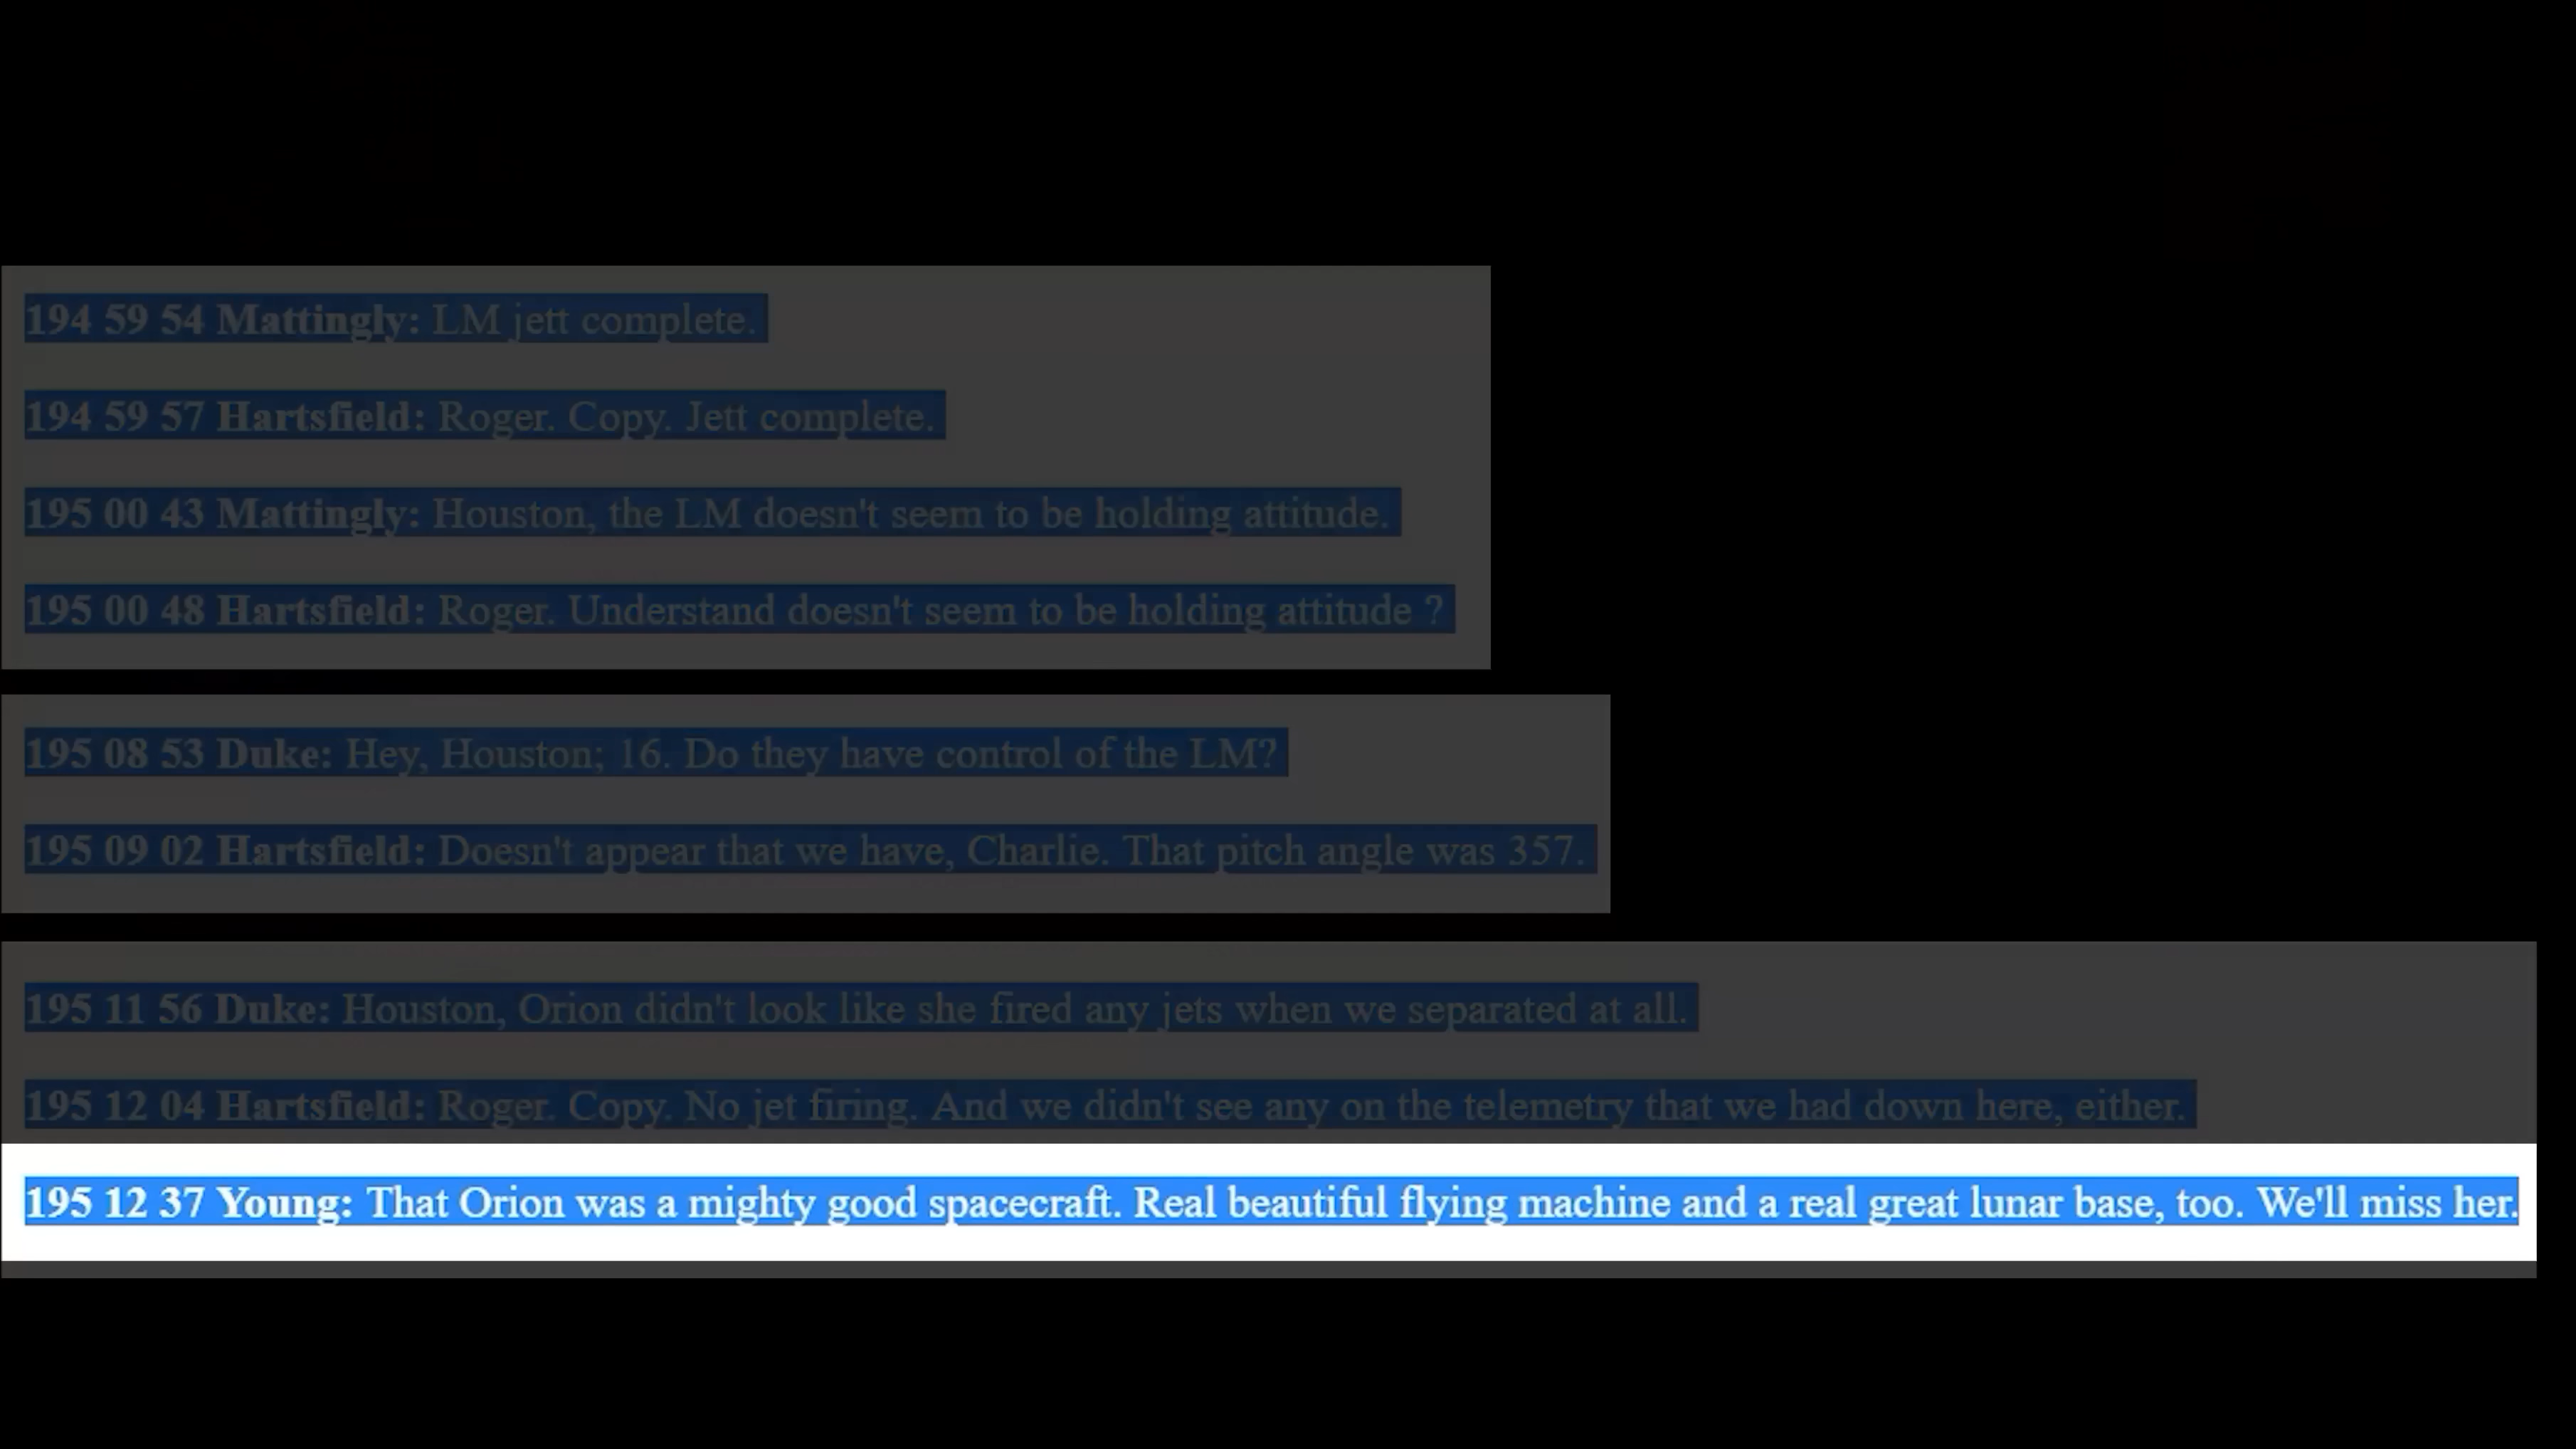 194 59 54 Mattingly: LM jett complete.
194 59 57 Hartsfield: Roger. Copy. Jett complete.
195 00 43 Mattingly: Houston, the LM doesn't seem to be holding attitude.
195 00 48 Hartsfield: Roger. Understand doesn't seem to be holding attitude ?
195 08 53 Duke: Hey, Houston; 16. Do they have control of the LM?
195 09 02 Hartsfield: Doesn't appear that we have, Charlie. That pitch angle was 357.
195 11 56 Duke: Houston, Orion didn't look like she fired any jets when we separated at all.
195 12 04 Hartsfield: Roger. Copy. No jet firing. And we didn't see any on the telemetry that we had down here, either.
195 12 37 Young: That Orion was a mighty good spacecraft. Real beautiful flying machine and a real great lunar base, too. We'll miss her.